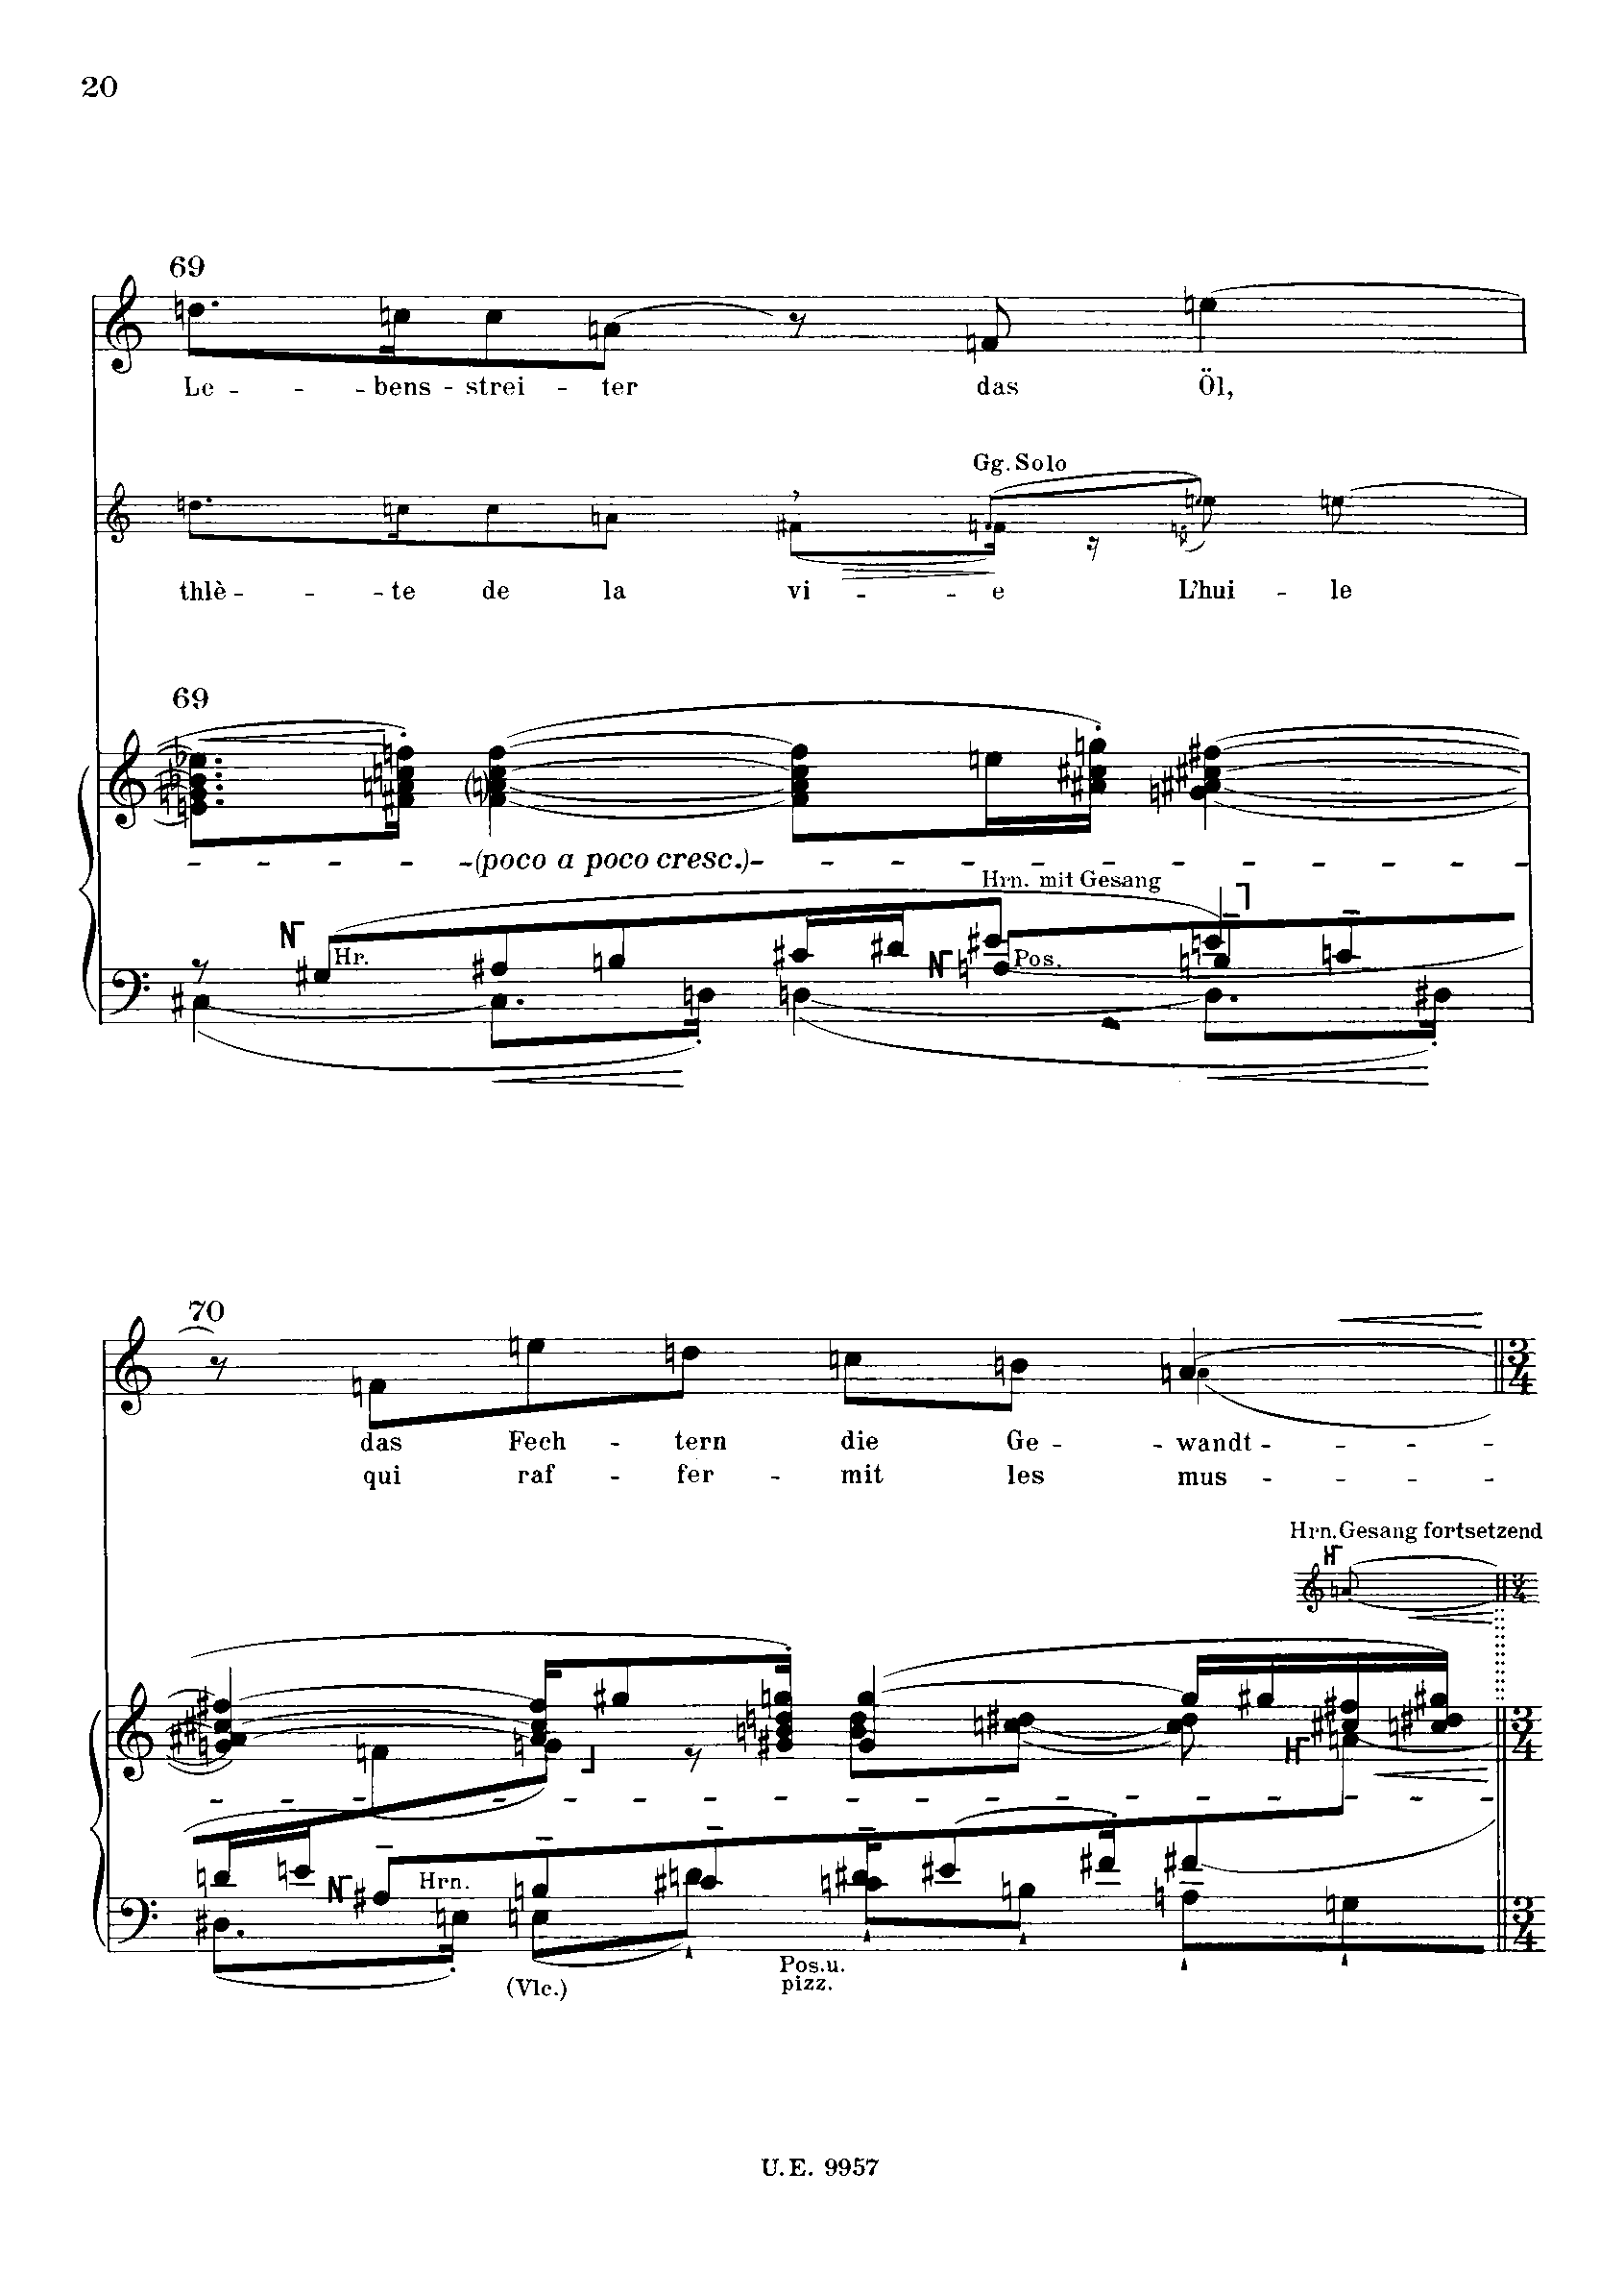 20
69
Le - - bens - strei - ter das Öl,
Gg. Solo
thlè - - te de la vi - - e L'hui - le
69
(poco a poco cresc.)
Hrn. mit Gesang
Hr.
Pos.
70
das Fech - tern die Ge - - wandt - - - -
qui raf - fer - mit les mus - - - -
Hrn. Gesang fortsetzend
3/4
Hrn.
Pos. u.
pizz.
(Vlc.)
U. E. 9957